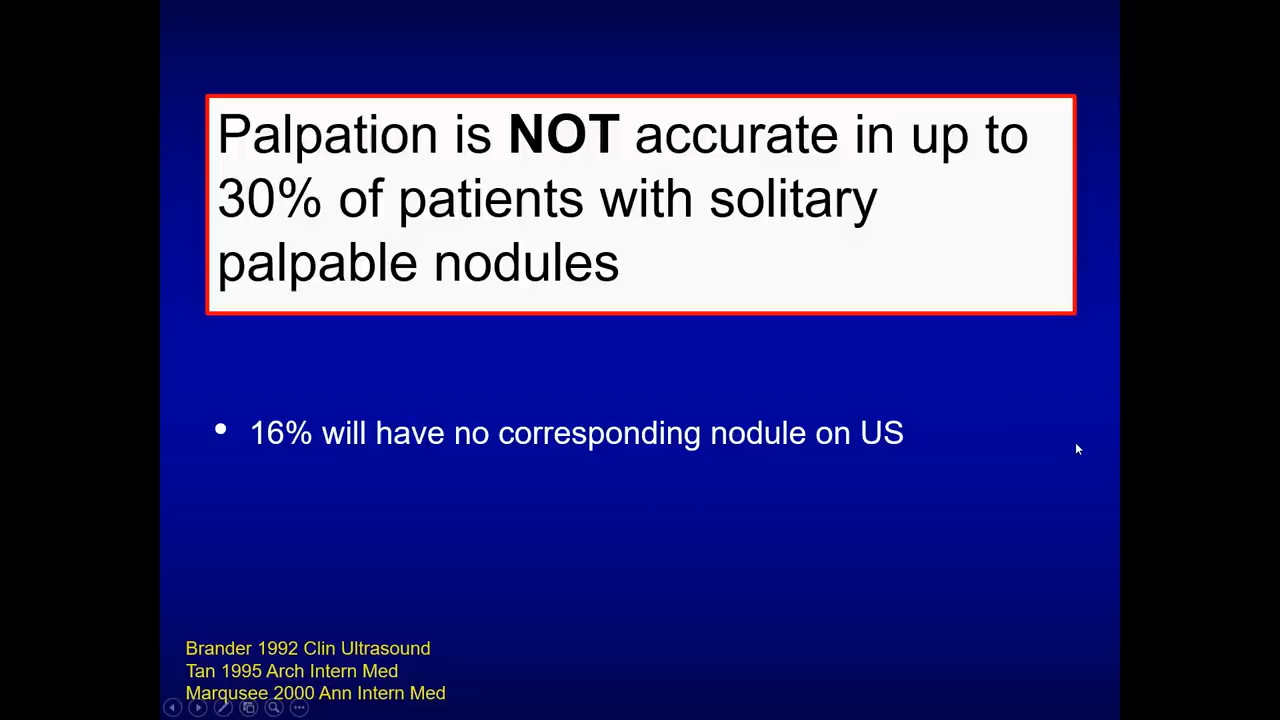 Palpation is NOT accurate in up to
30% of patients with solitary
palpable nodules
• 16% will have no corresponding nodule on US
Brander 1992 Clin Ultrasound
Tan 1995 Arch Intern Med
Marqusee 2000 Ann Intern Med